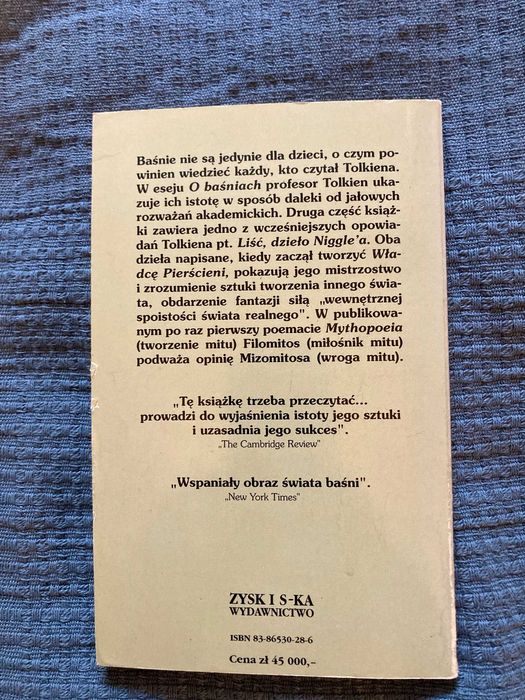 Baśnie nie są jedynie dla dzieci, o czym po-
winien wiedzieć każdy, kto czytał Tolkiena.
W eseju O baśniach profesor Tolkien uka-
zuje ich istotę w sposób daleki od jałowych
rozważań akademickich. Druga część książ-
ki zawiera jedno z wcześniejszych opowia-
dań Tolkiena pt. Liść, dzieło Niggle'a. Oba
dzieła napisane, kiedy zaczął tworzyć Wła-
dcę Pierścieni, pokazują jego mistrzostwo
i zrozumienie sztuki tworzenia innego świa-
ta, obdarzenie fantazji siłą „wewnętrznej
spoistości świata realnego". W publikowa-
nym po raz pierwszy poemacie Mythopoeia
(tworzenie mitu) Filomitos (miłośnik mitu)
podważa opinię Mizomitosa (wroga mitu).
„Tę książkę trzeba przeczytać...
prowadzi do wyjaśnienia istoty jego sztuki
i uzasadnia jego sukces".
„The Cambridge Review"
„Wspaniały obraz świata baśni".
„New York Times"
ZYSK I S-KA
WYDAWNICTWO
ISBN 83-86530-28-6
Cena zł 45 000,-